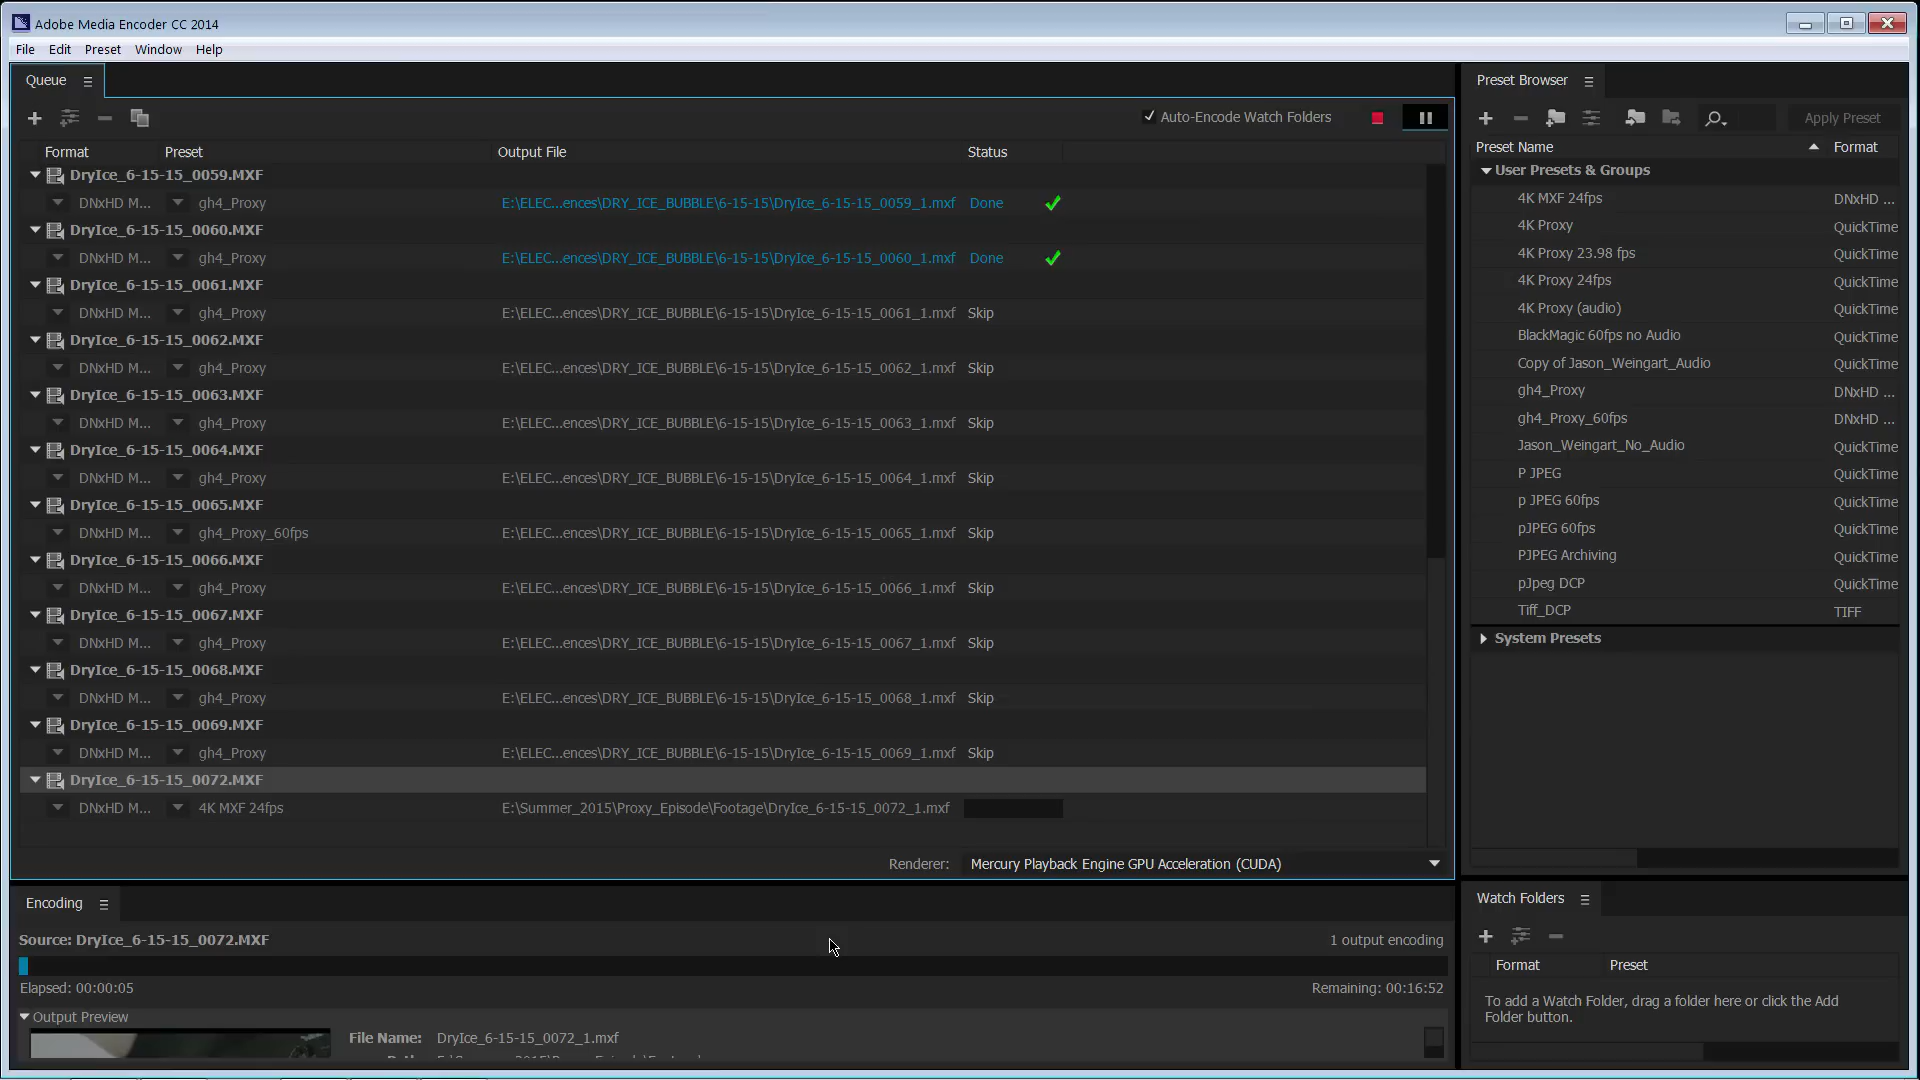 Adobe Media Encoder CC 2014
File Edit Preset Window Help
Queue
Auto-Encode Watch Folders
Format Preset Output File Status
DryIce_6-15-15_0059.MXF
DNxHD M... gh4_Proxy E:\ELEC...ences\DRY_ICE_BUBBLE\6-15-15\DryIce_6-15-15_0059_1.mxf Done
DryIce_6-15-15_0060.MXF
DNxHD M... gh4_Proxy E:\ELEC...ences\DRY_ICE_BUBBLE\6-15-15\DryIce_6-15-15_0060_1.mxf Done
DryIce_6-15-15_0061.MXF
DNxHD M... gh4_Proxy E:\ELEC...ences\DRY_ICE_BUBBLE\6-15-15\DryIce_6-15-15_0061_1.mxf Skip
DryIce_6-15-15_0062.MXF
DNxHD M... gh4_Proxy E:\ELEC...ences\DRY_ICE_BUBBLE\6-15-15\DryIce_6-15-15_0062_1.mxf Skip
DryIce_6-15-15_0063.MXF
DNxHD M... gh4_Proxy E:\ELEC...ences\DRY_ICE_BUBBLE\6-15-15\DryIce_6-15-15_0063_1.mxf Skip
DryIce_6-15-15_0064.MXF
DNxHD M... gh4_Proxy E:\ELEC...ences\DRY_ICE_BUBBLE\6-15-15\DryIce_6-15-15_0064_1.mxf Skip
DryIce_6-15-15_0065.MXF
DNxHD M... gh4_Proxy_60fps E:\ELEC...ences\DRY_ICE_BUBBLE\6-15-15\DryIce_6-15-15_0065_1.mxf Skip
DryIce_6-15-15_0066.MXF
DNxHD M... gh4_Proxy E:\ELEC...ences\DRY_ICE_BUBBLE\6-15-15\DryIce_6-15-15_0066_1.mxf Skip
DryIce_6-15-15_0067.MXF
DNxHD M... gh4_Proxy E:\ELEC...ences\DRY_ICE_BUBBLE\6-15-15\DryIce_6-15-15_0067_1.mxf Skip
DryIce_6-15-15_0068.MXF
DNxHD M... gh4_Proxy E:\ELEC...ences\DRY_ICE_BUBBLE\6-15-15\DryIce_6-15-15_0068_1.mxf Skip
DryIce_6-15-15_0069.MXF
DNxHD M... gh4_Proxy E:\ELEC...ences\DRY_ICE_BUBBLE\6-15-15\DryIce_6-15-15_0069_1.mxf Skip
DryIce_6-15-15_0072.MXF
DNxHD M... 4K MXF 24fps E:\Summer_2015\Proxy_Episode\Footage\DryIce_6-15-15_0072_1.mxf
Renderer: Mercury Playback Engine GPU Acceleration (CUDA)
Encoding
Source: DryIce_6-15-15_0072.MXF 1 output encoding
Elapsed: 00:00:05 Remaining: 00:16:52
Output Preview
File Name: DryIce_6-15-15_0072_1.mxf
Preset Browser
Apply Preset
Preset Name Format
User Presets & Groups
4K MXF 24fps DNxHD ...
4K Proxy QuickTime
4K Proxy 23.98 fps QuickTime
4K Proxy 24fps QuickTime
4K Proxy (audio) QuickTime
BlackMagic 60fps no Audio QuickTime
Copy of Jason_Weingart_Audio QuickTime
gh4_Proxy DNxHD ...
gh4_Proxy_60fps DNxHD ...
Jason_Weingart_No_Audio QuickTime
P JPEG QuickTime
p JPEG 60fps QuickTime
pJPEG 60fps QuickTime
PJPEG Archiving QuickTime
pJpeg DCP QuickTime
Tiff_DCP TIFF
System Presets
Watch Folders
Format Preset
To add a Watch Folder, drag a folder here or click the Add
Folder button.